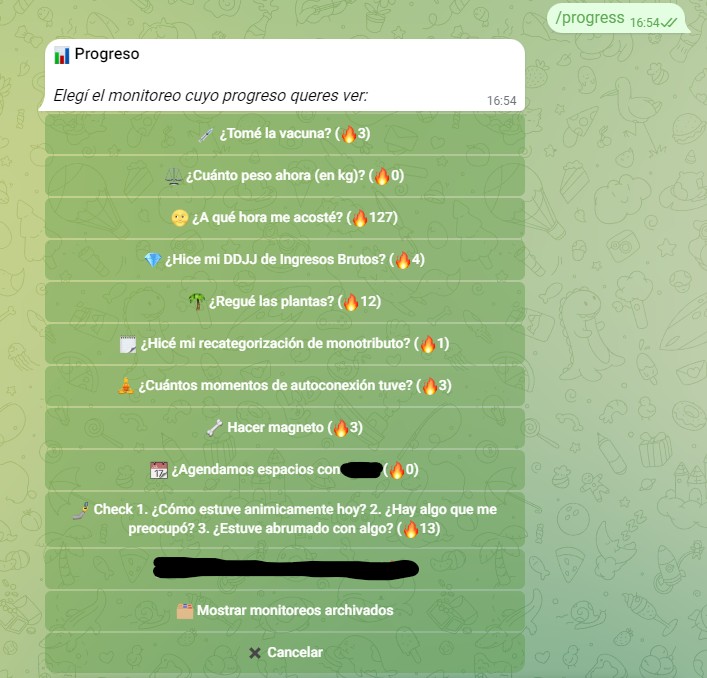 /progress 16:54
Progreso
Elegí el monitoreo cuyo progreso queres ver:
16:54
¿Tomé la vacuna? (🔥3)
¿Cuánto peso ahora (en kg)? (🔥0)
¿A qué hora me acosté? (🔥127)
¿Hice mi DDJJ de Ingresos Brutos? (🔥4)
¿Regué las plantas? (🔥12)
¿Hicé mi recategorización de monotributo? (🔥1)
¿Cuántos momentos de autoconexión tuve? (🔥3)
Hacer magneto (🔥3)
¿Agendamos espacios con (🔥0)
Check 1. ¿Cómo estuve animicamente hoy? 2. ¿Hay algo que me
preocupó? 3. ¿Estuve abrumado con algo? (🔥13)
Mostrar monitoreos archivados
Cancelar